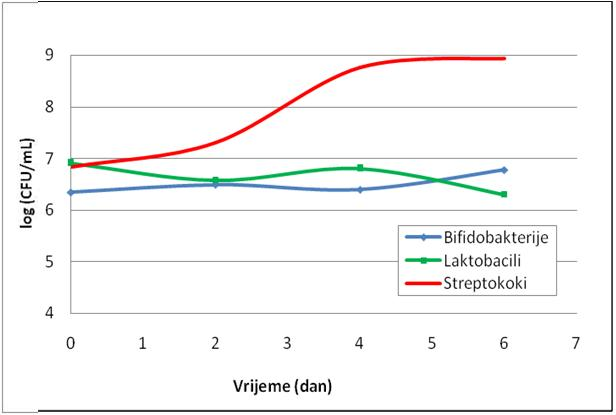 9
8
7
6
5
4
log (CFU/mL)
Bifidobakterije
Laktobacili
Streptokoki
0 1 2 3 4 5 6 7
Vrijeme (dan)